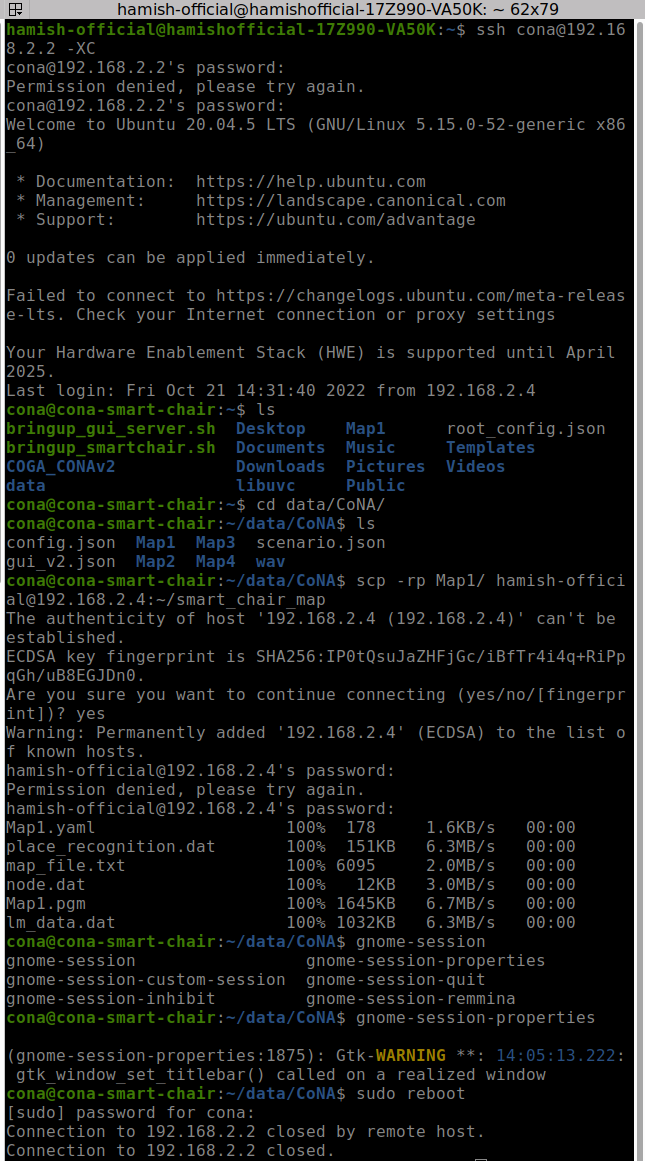 hamish-official@hamishofficial-17Z990-VA50K: ~ 62x79
hamish-official@hamishofficial-17Z990-VA50K:~$ ssh cona@192.16
8.2.2 -XC
cona@192.168.2.2's password:
Permission denied, please try again.
cona@192.168.2.2's password:
Welcome to Ubuntu 20.04.5 LTS (GNU/Linux 5.15.0-52-generic x86
_64)
 * Documentation:  https://help.ubuntu.com
 * Management:     https://landscape.canonical.com
 * Support:        https://ubuntu.com/advantage
0 updates can be applied immediately.
Failed to connect to https://changelogs.ubuntu.com/meta-releas
e-lts. Check your Internet connection or proxy settings
Your Hardware Enablement Stack (HWE) is supported until April
2025.
Last login: Fri Oct 21 14:31:40 2022 from 192.168.2.4
cona@cona-smart-chair:~$ ls
bringup_gui_server.sh  Desktop    Map1      root_config.json
bringup_smartchair.sh  Documents  Music     Templates
COGA_CONAv2            Downloads  Pictures  Videos
data                   libuvc     Public
cona@cona-smart-chair:~$ cd data/CoNA/
cona@cona-smart-chair:~/data/CoNA$ ls
config.json  Map1  Map3  scenario.json
gui_v2.json  Map2  Map4  wav
cona@cona-smart-chair:~/data/CoNA$ scp -rp Map1/ hamish-offici
al@192.168.2.4:~/smart_chair_map
The authenticity of host '192.168.2.4 (192.168.2.4)' can't be
established.
ECDSA key fingerprint is SHA256:IP0tQsuJaZHFjGc/iBfTr4i4q+RiPp
qGh/uB8EGJDn0.
Are you sure you want to continue connecting (yes/no/[fingerpr
int])? yes
Warning: Permanently added '192.168.2.4' (ECDSA) to the list o
f known hosts.
hamish-official@192.168.2.4's password:
Permission denied, please try again.
hamish-official@192.168.2.4's password:
Map1.yaml                   100%  178     1.6KB/s   00:00
place_recognition.dat       100%  151KB   6.3MB/s   00:00
map_file.txt                100% 6095     2.0MB/s   00:00
node.dat                    100%   12KB   3.0MB/s   00:00
Map1.pgm                    100% 1645KB   6.7MB/s   00:00
lm_data.dat                 100% 1032KB   6.3MB/s   00:00
cona@cona-smart-chair:~/data/CoNA$ gnome-session
gnome-session                 gnome-session-properties
gnome-session-custom-session  gnome-session-quit
gnome-session-inhibit         gnome-session-remmina
cona@cona-smart-chair:~/data/CoNA$ gnome-session-properties
(gnome-session-properties:1875): Gtk-WARNING **: 14:05:13.222:
 gtk_window_set_titlebar() called on a realized window
cona@cona-smart-chair:~/data/CoNA$ sudo reboot
[sudo] password for cona:
Connection to 192.168.2.2 closed by remote host.
Connection to 192.168.2.2 closed.